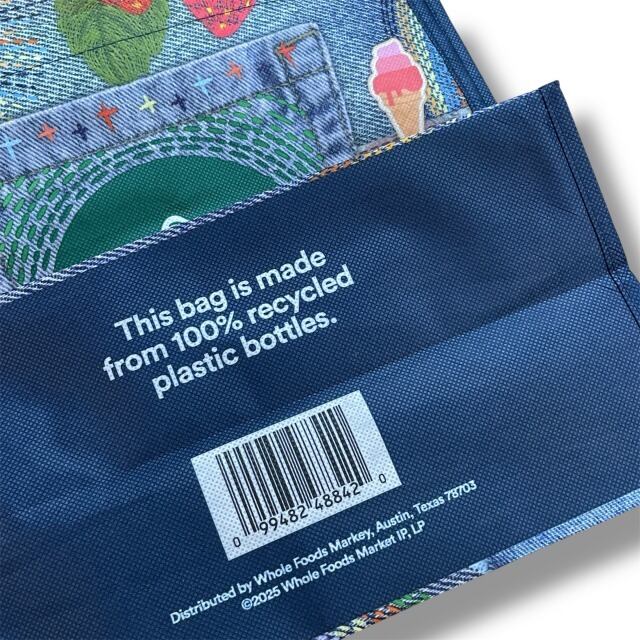 This bag is made
from 100% recycled
plastic bottles.
0 99482 48842 0
Distributed by Whole Foods Markey, Austin, Texas 78703
©2025 Whole Foods Market IP, LP